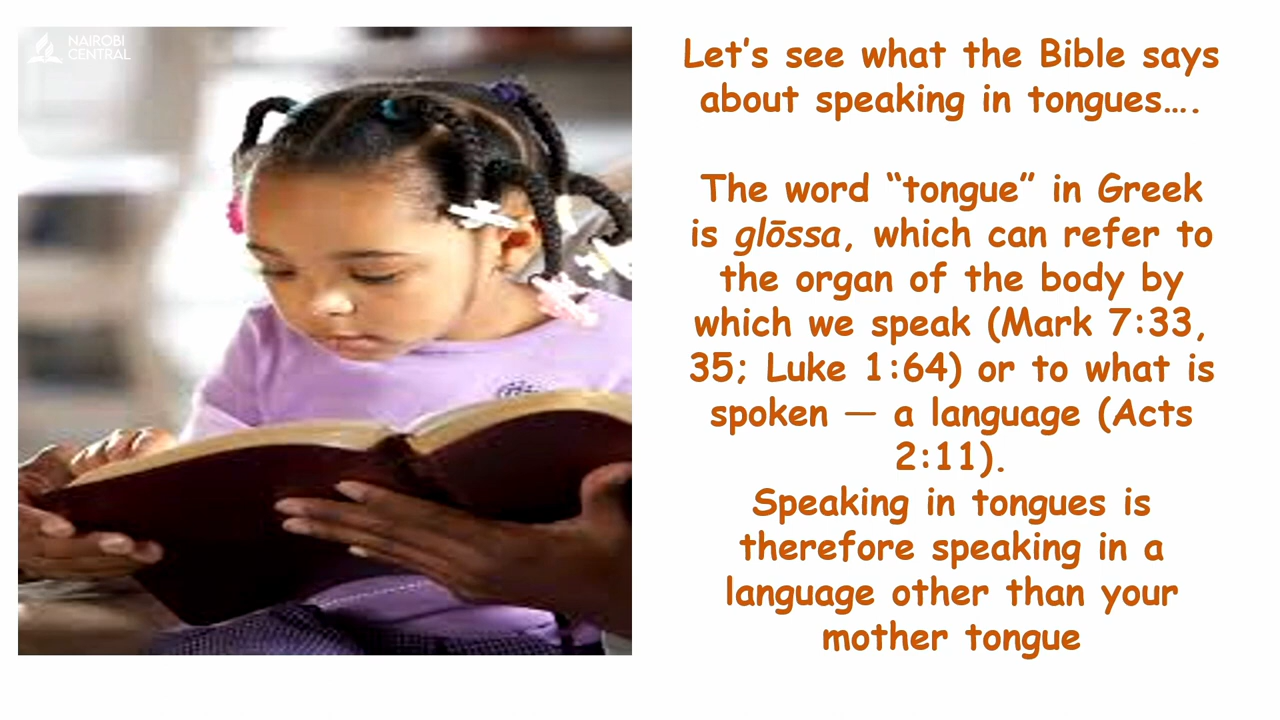 NAIROBI
CENTRAL
Let’s see what the Bible says
about speaking in tongues….
The word “tongue” in Greek
is glōssa, which can refer to
the organ of the body by
which we speak (Mark 7:33,
35; Luke 1:64) or to what is
spoken — a language (Acts
2:11).
Speaking in tongues is
therefore speaking in a
language other than your
mother tongue